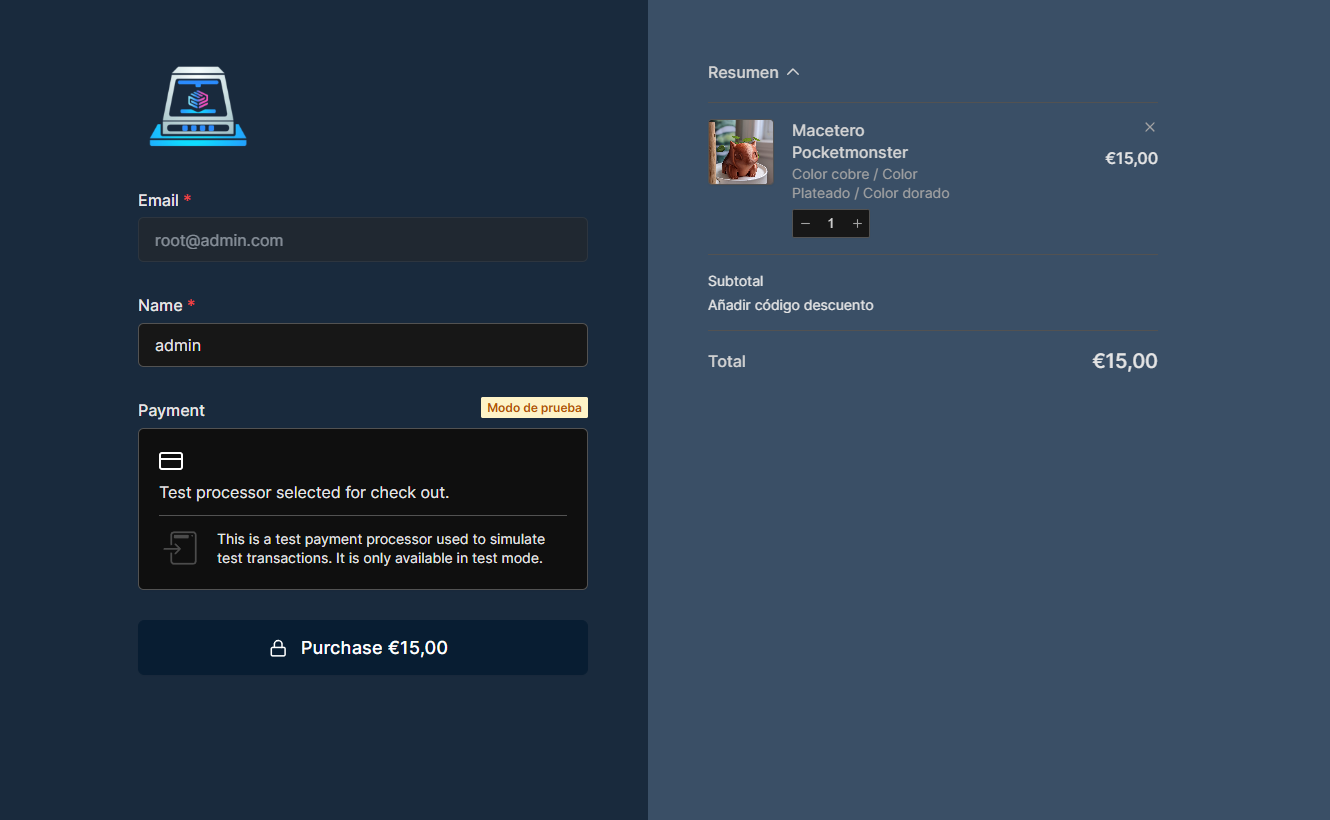 Email *
root@admin.com
Name *
admin
Payment
Modo de prueba
Test processor selected for check out.
This is a test payment processor used to simulate
test transactions. It is only available in test mode.
Purchase €15,00
Resumen
Macetero
Pocketmonster
€15,00
Color cobre / Color
Plateado / Color dorado
− 1 +
Subtotal
Añadir código descuento
Total
€15,00